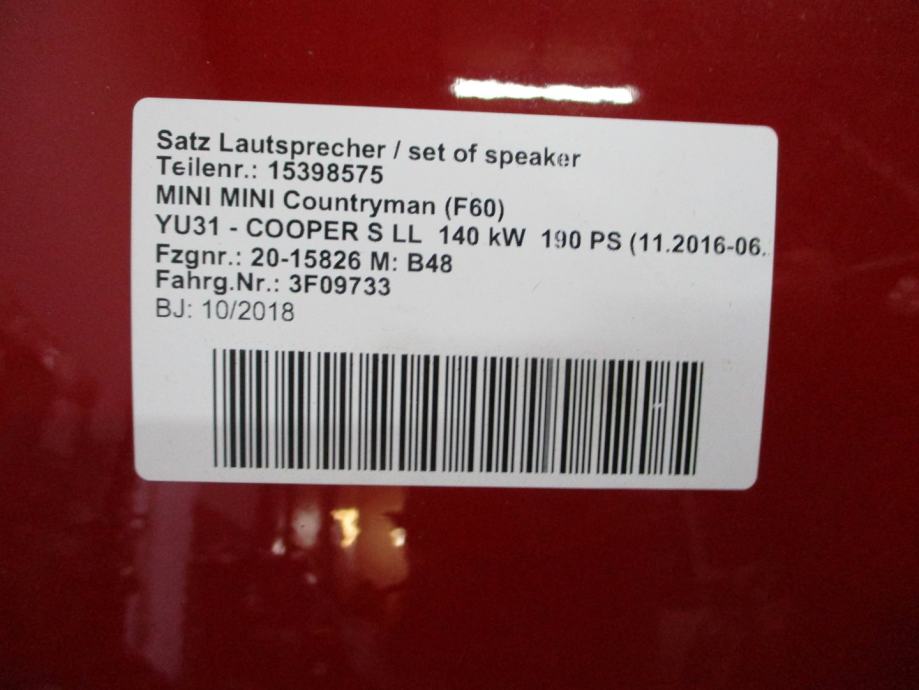 Satz Lautsprecher / set of speaker
Teilenr.: 15398575
MINI MINI Countryman (F60)
YU31 - COOPER S LL 140 kW 190 PS (11.2016-06.
Fzgnr.: 20-15826 M: B48
Fahrg.Nr.: 3F09733
BJ: 10/2018